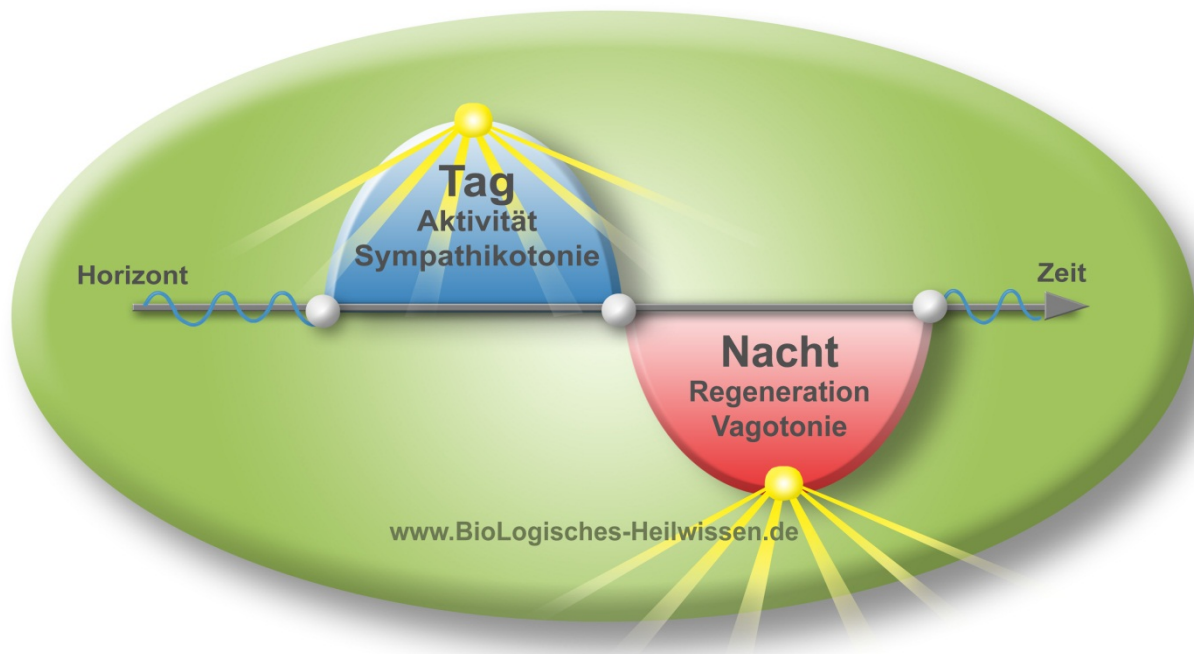 Tag
Aktivität
Sympathikotonie
Horizont
Zeit
Nacht
Regeneration
Vagotonie
www.BioLogisches-Heilwissen.de